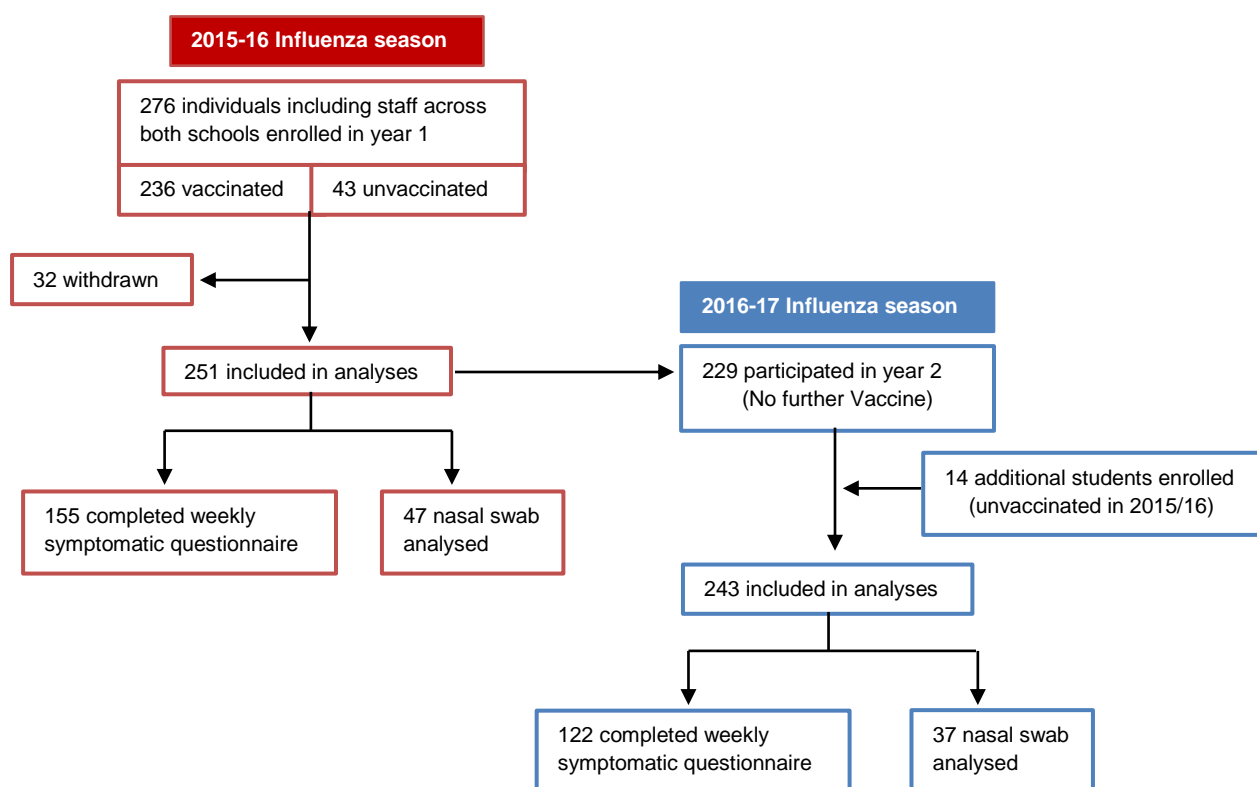 2015-16 Influenza season
276 individuals including staff across
both schools enrolled in year 1
236 vaccinated
43 unvaccinated
32 withdrawn
251 included in analyses
155 completed weekly
symptomatic questionnaire
47 nasal swab
analysed
2016-17 Influenza season
229 participated in year 2
(No further Vaccine)
14 additional students enrolled
(unvaccinated in 2015/16)
243 included in analyses
122 completed weekly
symptomatic questionnaire
37 nasal swab
analysed